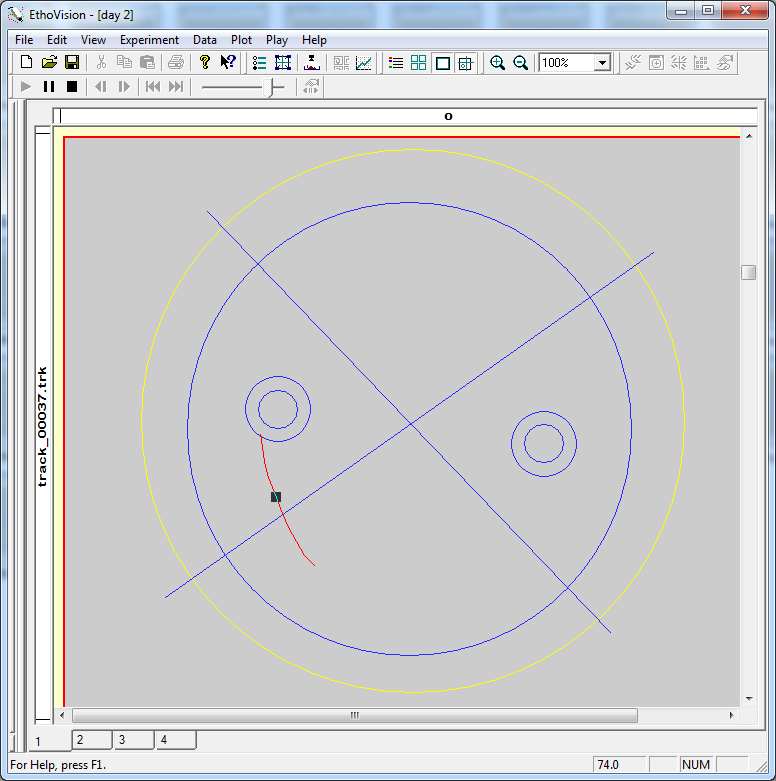 EthoVision - [day 2]
File Edit View Experiment Data Plot Play Help
100%
o
track_00037.trk
1 2 3 4
For Help, press F1.
74.0
NUM